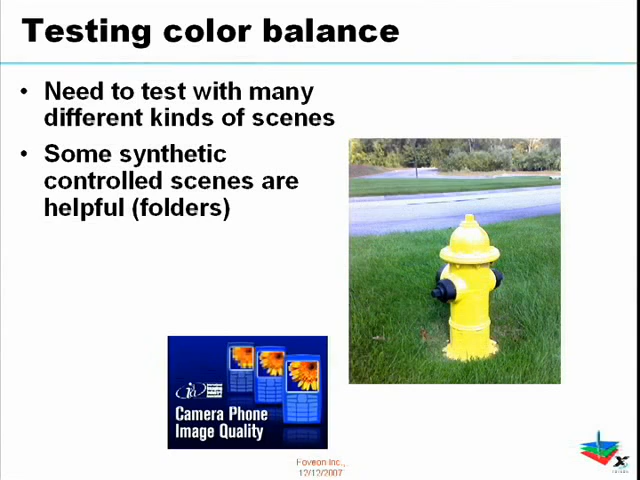 Testing color balance
• Need to test with many
different kinds of scenes
• Some synthetic
controlled scenes are
helpful (folders)
Camera Phone
Image Quality
Foveon Inc.,
12/12/2007